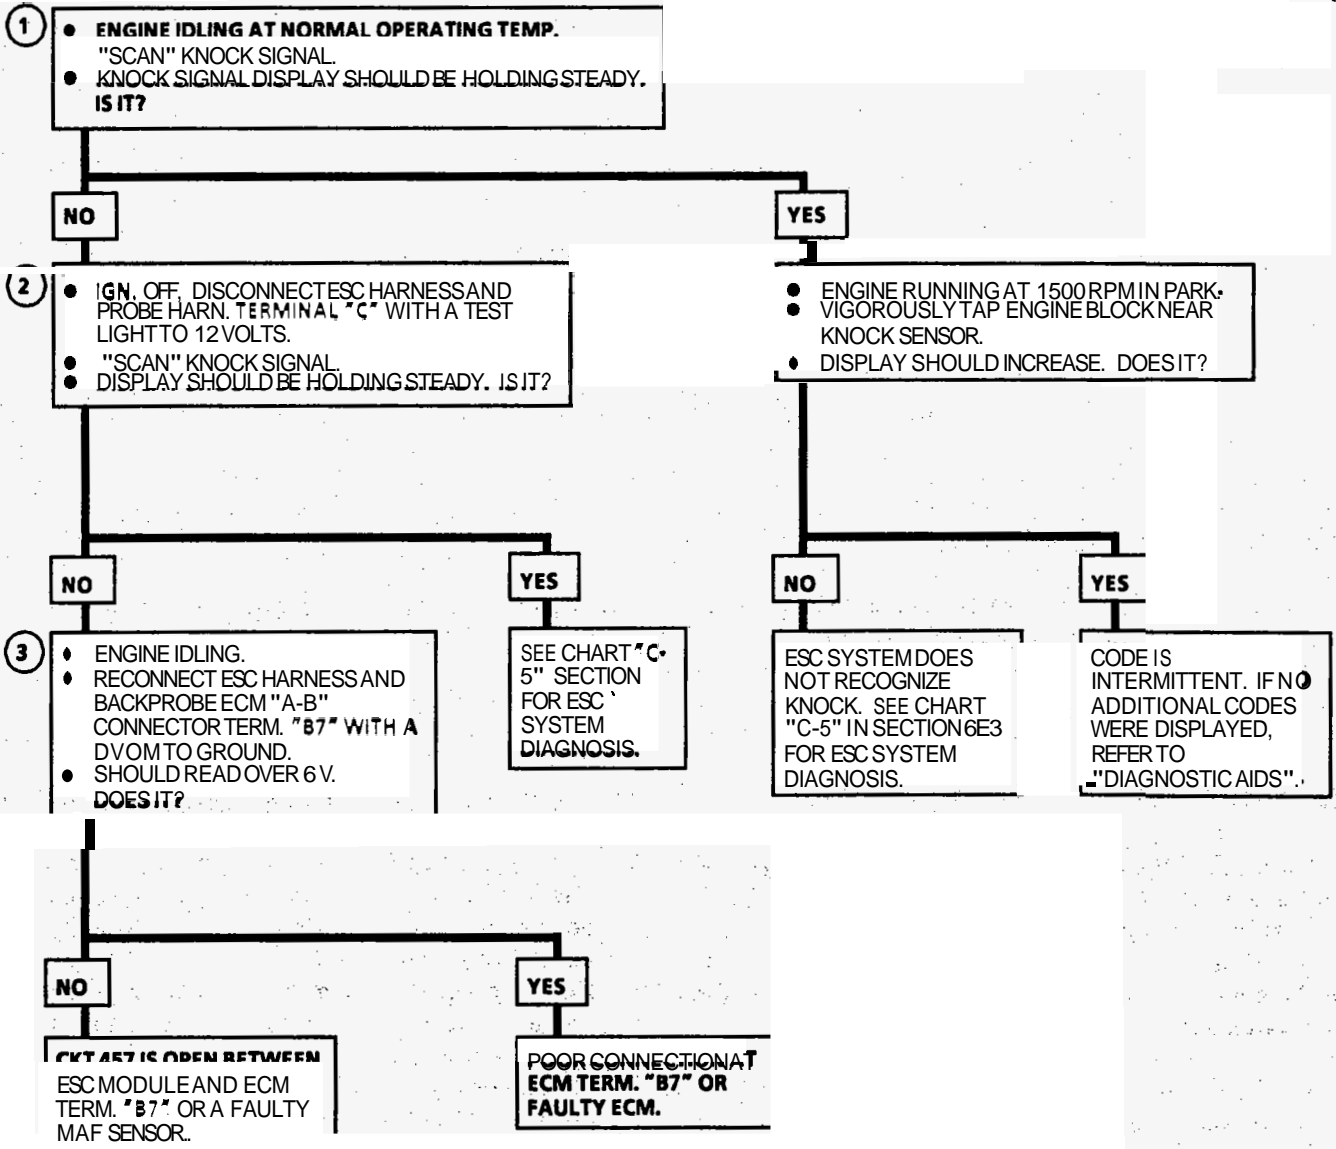 1
● ENGINE IDLING AT NORMAL OPERATING TEMP.
"SCAN" KNOCK SIGNAL.
● KNOCK SIGNAL DISPLAY SHOULD BE HOLDING STEADY.
IS IT?
NO
YES
2
● IGN. OFF, DISCONNECT ESC HARNESS AND
PROBE HARN. TERMINAL "C" WITH A TEST
LIGHT TO 12 VOLTS.
● "SCAN" KNOCK SIGNAL.
● DISPLAY SHOULD BE HOLDING STEADY. IS IT?
● ENGINE RUNNING AT 1500 RPM IN PARK.
● VIGOROUSLY TAP ENGINE BLOCK NEAR
KNOCK SENSOR.
● DISPLAY SHOULD INCREASE. DOES IT?
NO
YES
NO
YES
3
● ENGINE IDLING.
● RECONNECT ESC HARNESS AND
BACKPROBE ECM "A-B"
CONNECTOR TERM. "B7" WITH A
DVOM TO GROUND.
● SHOULD READ OVER 6 V.
DOES IT?
SEE CHART "C-
5" SECTION
FOR ESC
SYSTEM
DIAGNOSIS.
ESC SYSTEM DOES
NOT RECOGNIZE
KNOCK. SEE CHART
"C-5" IN SECTION 6E3
FOR ESC SYSTEM
DIAGNOSIS.
CODE IS
INTERMITTENT. IF NO
ADDITIONAL CODES
WERE DISPLAYED,
REFER TO
"DIAGNOSTIC AIDS".
NO
YES
CKT 457 IS OPEN BETWEEN
ESC MODULE AND ECM
TERM. "B7" OR A FAULTY
MAF SENSOR..
POOR CONNECTION AT
ECM TERM. "B7" OR
FAULTY ECM.